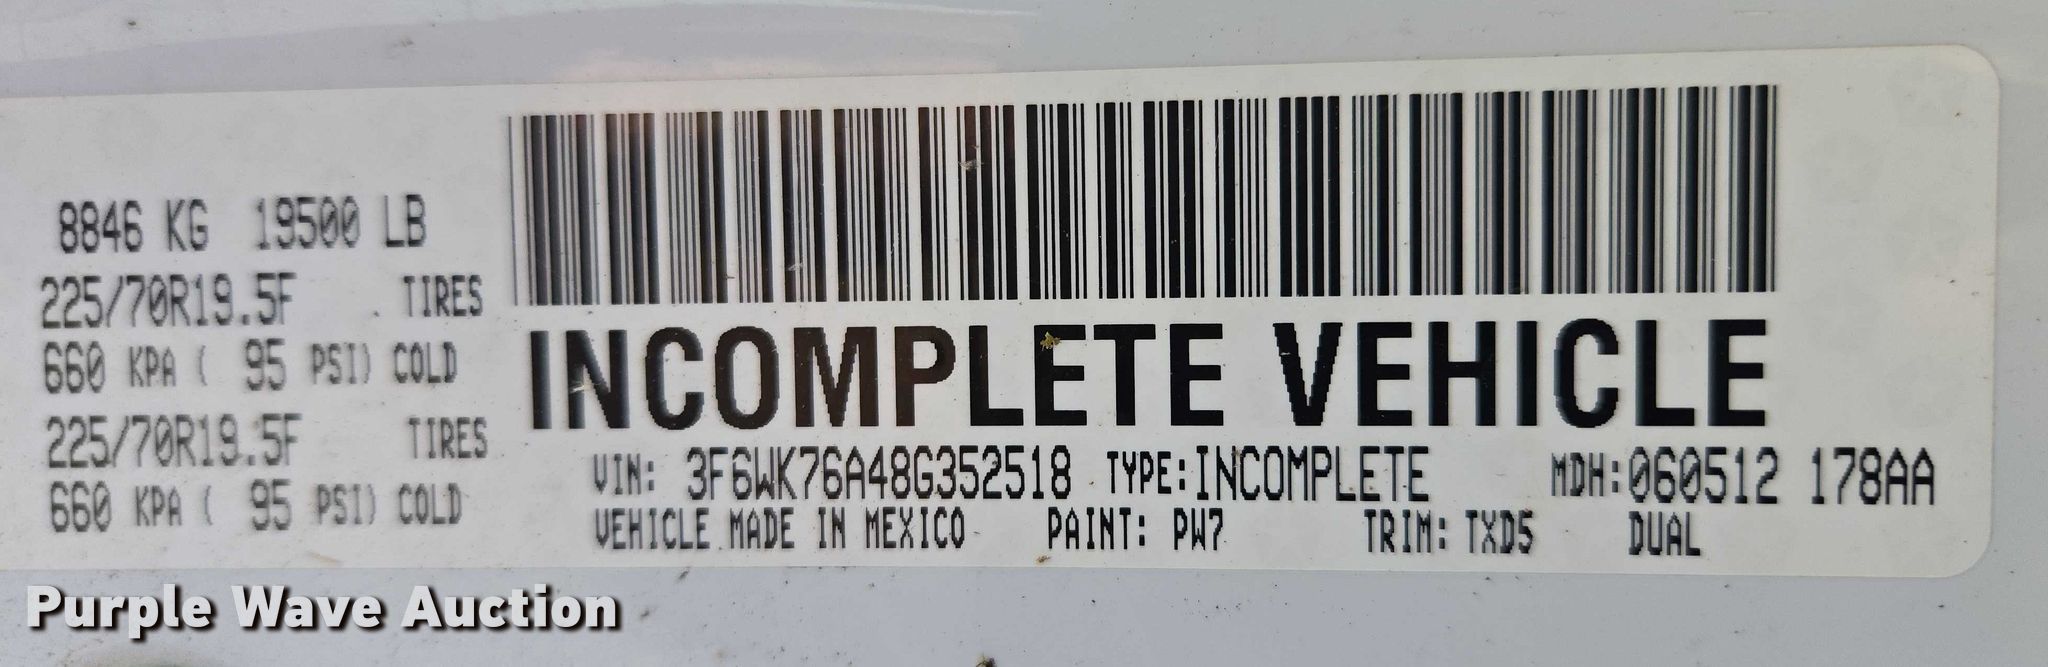 8846 KG 19500 LB
225/70R19.5F TIRES
660 KPA ( 95 PSI) COLD
225/70R19.5F TIRES
660 KPA ( 95 PSI) COLD
INCOMPLETE VEHICLE
VIN: 3F6WK76A48G352518 TYPE:INCOMPLETE MDH:060512 178AA
VEHICLE MADE IN MEXICO PAINT: PW7 TRIM: TXD5 DUAL
Purple Wave Auction